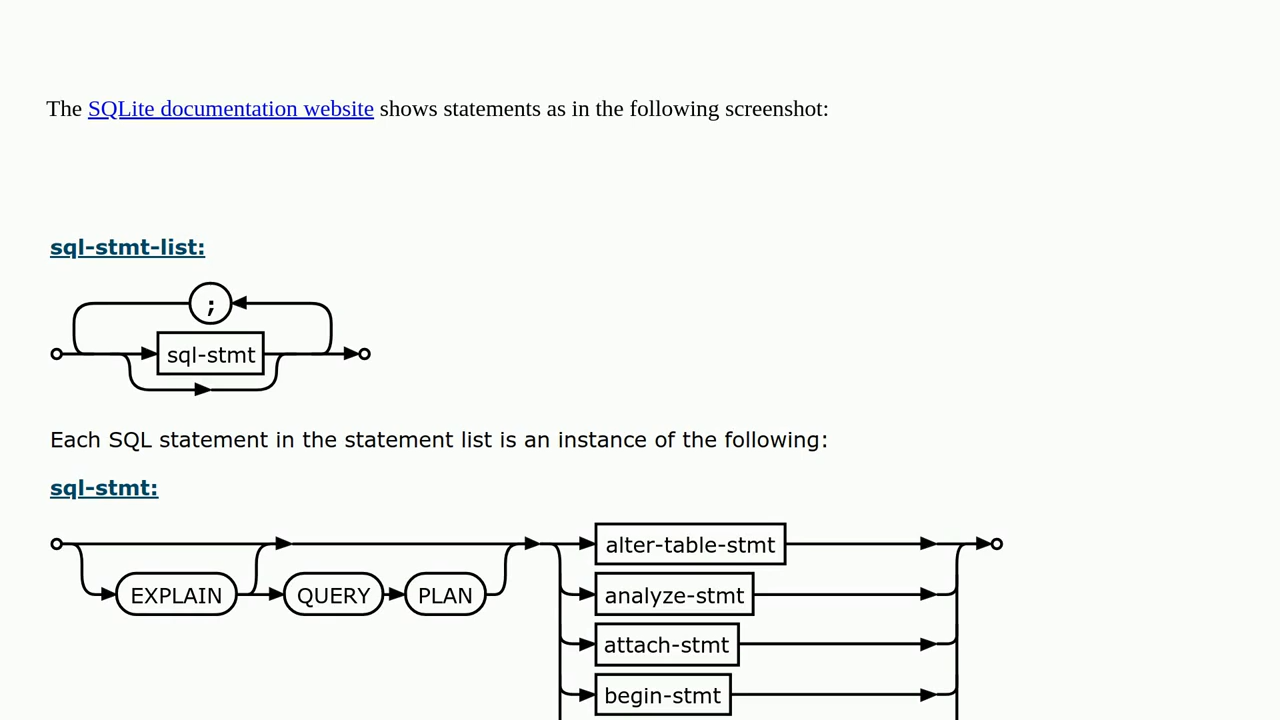 The SQLite documentation website shows statements as in the following screenshot:
sql-stmt-list:
;
sql-stmt
Each SQL statement in the statement list is an instance of the following:
sql-stmt:
alter-table-stmt
EXPLAIN QUERY PLAN analyze-stmt
attach-stmt
begin-stmt